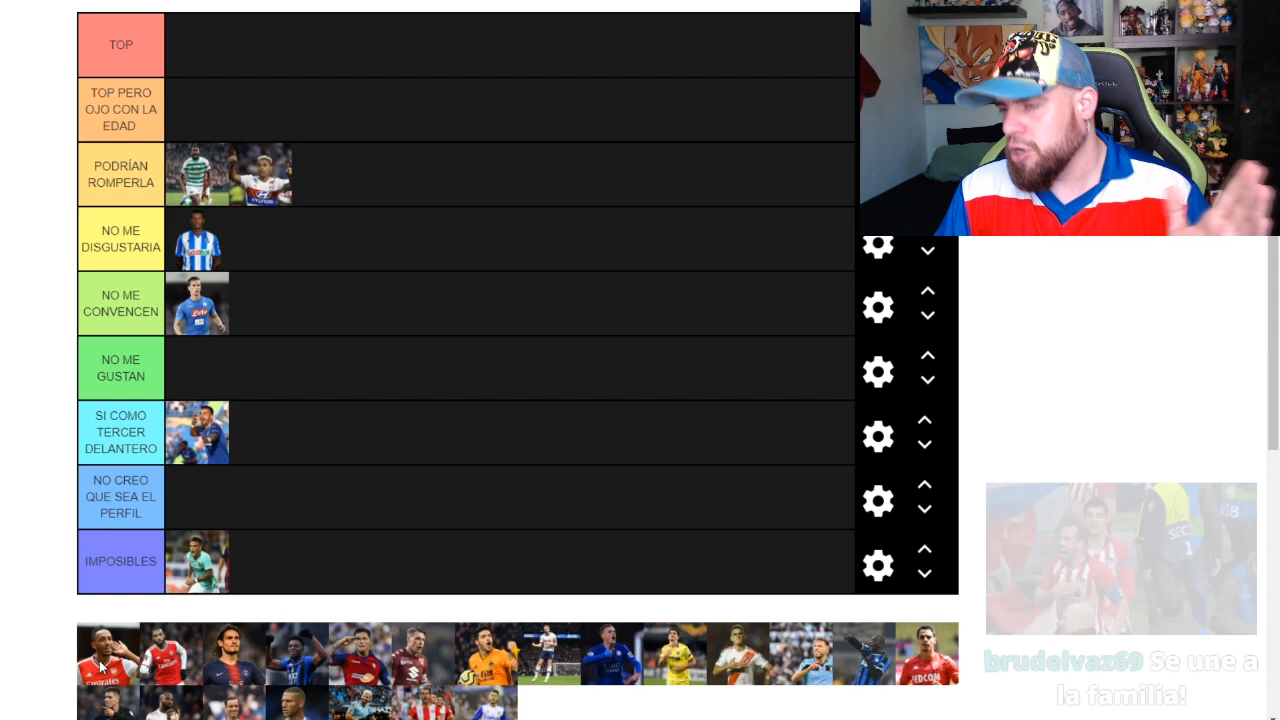 TOP
TOP PERO
OJO CON LA
EDAD
PODRÍAN
ROMPERLA
NO ME
DISGUSTARIA
NO ME
CONVENCEN
NO ME
GUSTAN
SI COMO
TERCER
DELANTERO
NO CREO
QUE SEA EL
PERFIL
IMPOSIBLES
brudelvaz69 Se une a
la familia!